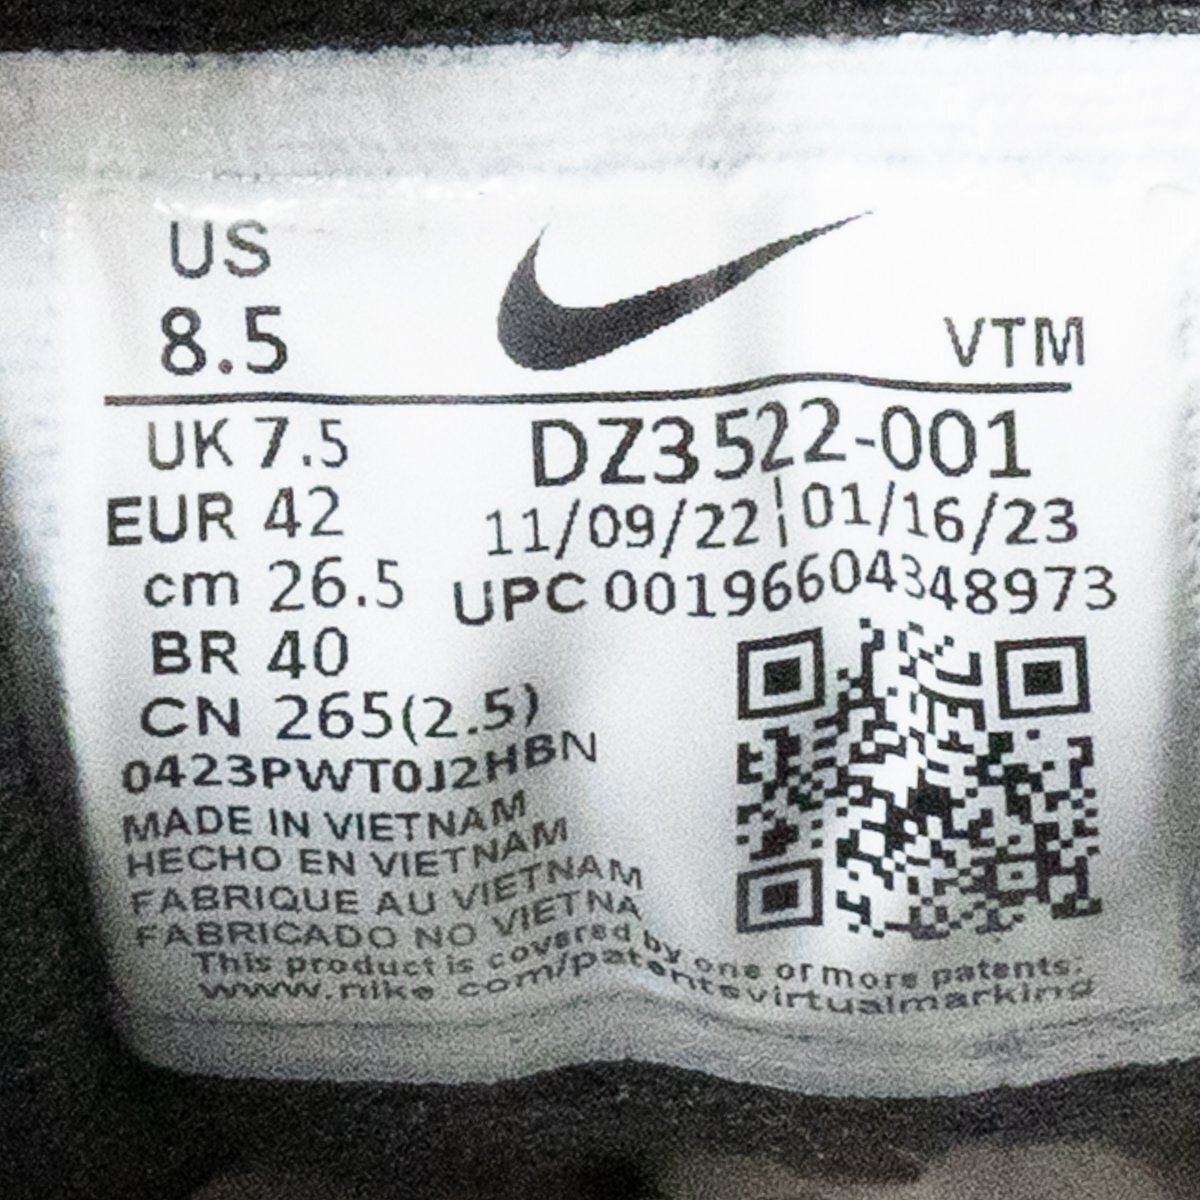 US
8.5
VTM
UK 7.5
DZ3522-001
EUR 42
11/09/22 | 01/16/23
cm 26.5
UPC 00196604348973
BR 40
CN 265(2.5)
0423PWT0J2HBN
MADE IN VIETNAM
HECHO EN VIETNAM
FABRIQUE AU VIETNAM
FABRICADO NO VIETNA
This product is covered by one or more patents:
www.nike.com/patentsvirtualmarking